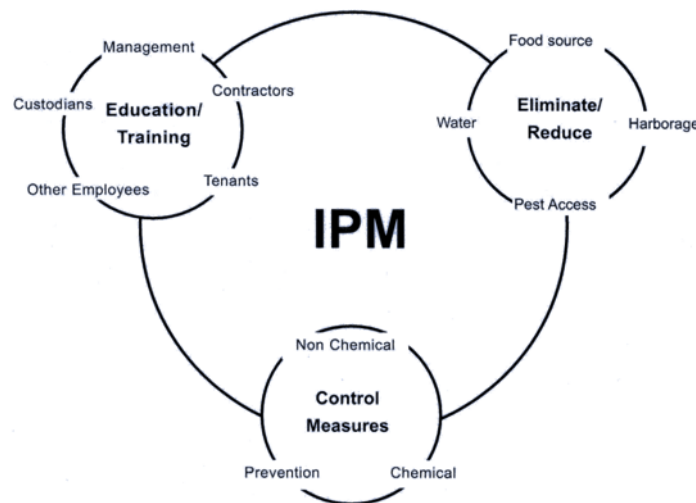 Management
Custodians
Contractors
Education/
Training
Other Employees
Tenants
Food source
Water
Eliminate/
Reduce
Harborage
Pest Access
IPM
Non Chemical
Control
Measures
Prevention
Chemical